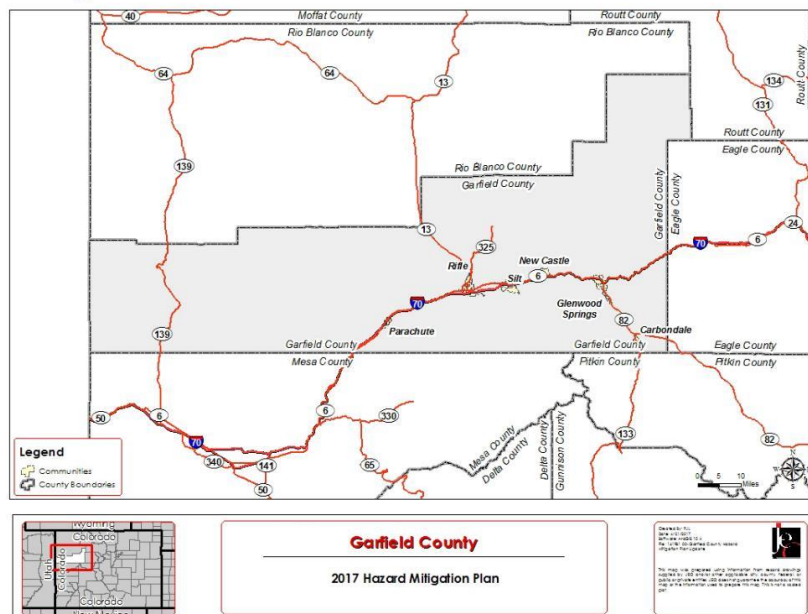 40
Moffat County
Rio Blanco County
Routt County
Rio Blanco County
64
64
13
134
131
Routt County
Routt County
Eagle County
139
Rio Blanco County
Garfield County
Garfield County
Eagle County
24
13
325
6
70
New Castle
Rifle
6
Silt
70
Glenwood
Springs
Parachute
82
Carbondale
139
Garfield County
Mesa County
Garfield County
Pitkin County
Eagle County
Pitkin County
50
6
6
330
70
340
141
65
50
Mesa County
Delta County
Delta County
Gunnison County
133
82
N
W
S
0 5 10
Miles
Legend
Communities
County Boundaries
Wyoming
Colorado
Utah
Colorado
Colorado
New Mexico
Garfield County
2017 Hazard Mitigation Plan